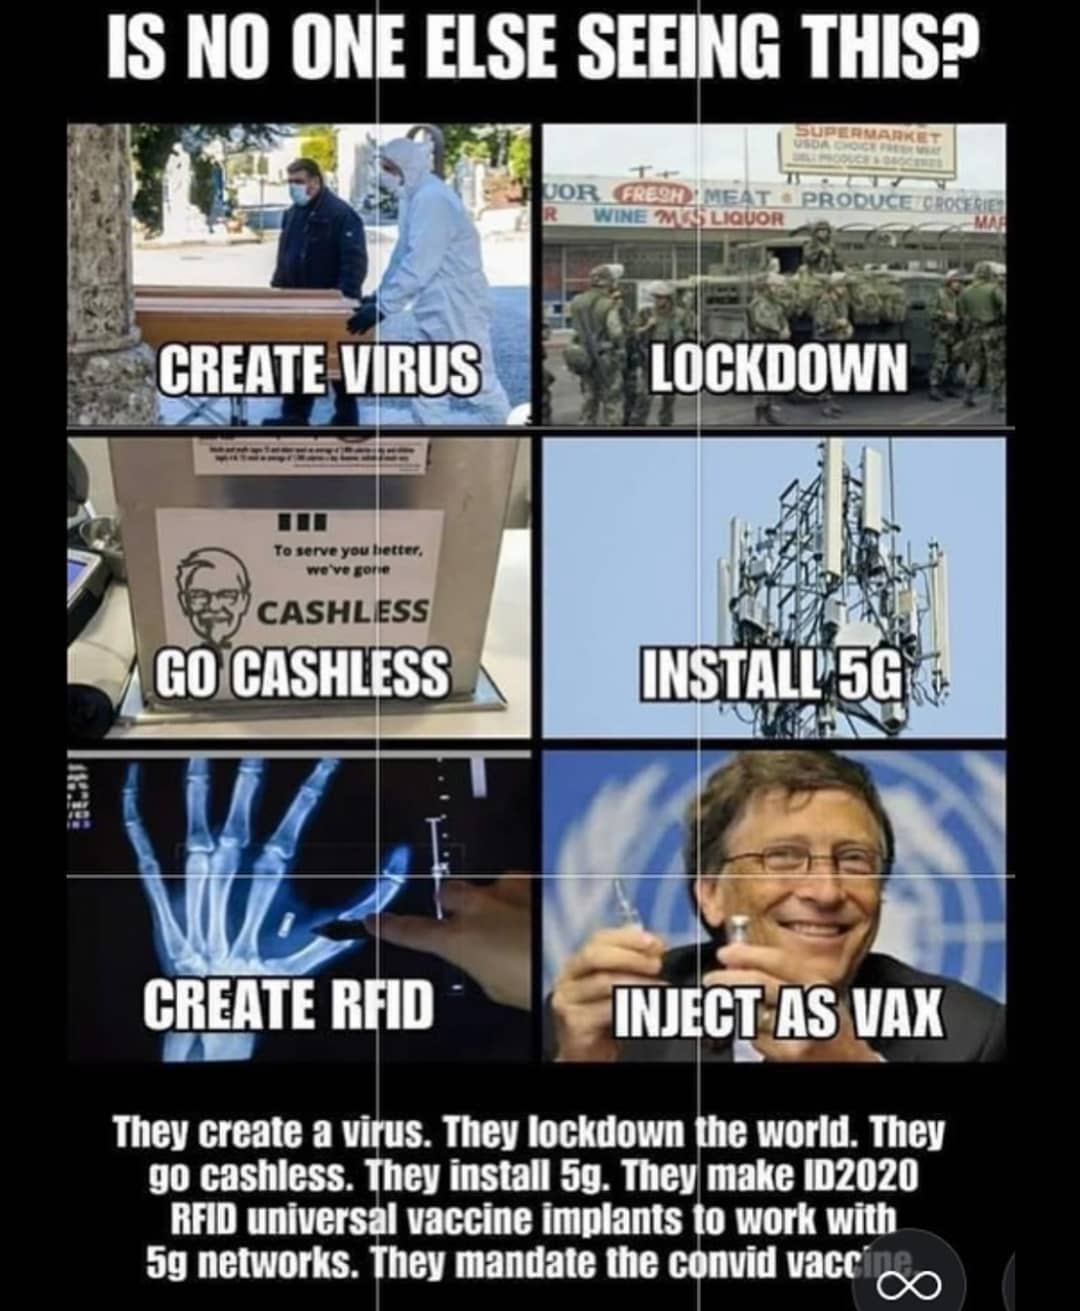 IS NO ONE ELSE SEEING THIS?
SUPERMARKET
USDA CHOICE FRESH MEAT
PRODUCE & GROCERIES
UOR FRESH MEAT PRODUCE GROCERIES
R WINE LIQUOR MAR
CREATE VIRUS
LOCKDOWN
To serve you better,
we've gone
CASHLESS
GO CASHLESS
INSTALL 5G
CREATE RFID
INJECT AS VAX
They create a virus. They lockdown the world. They
go cashless. They install 5g. They make ID2020
RFID universal vaccine implants to work with
5g networks. They mandate the convid vaccine.